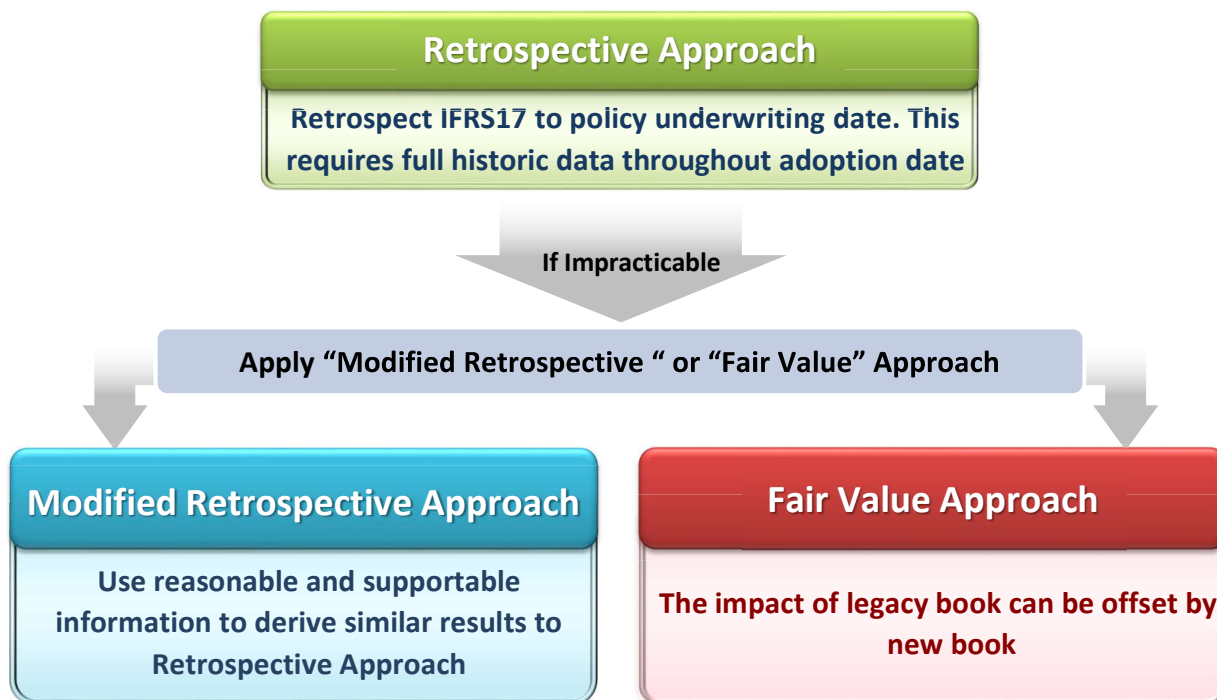 Retrospective Approach
Retrospect IFRS17 to policy underwriting date. This
requires full historic data throughout adoption date
If Impracticable
Apply “Modified Retrospective “ or “Fair Value” Approach
Modified Retrospective Approach
Use reasonable and supportable
information to derive similar results to
Retrospective Approach
Fair Value Approach
The impact of legacy book can be offset by
new book